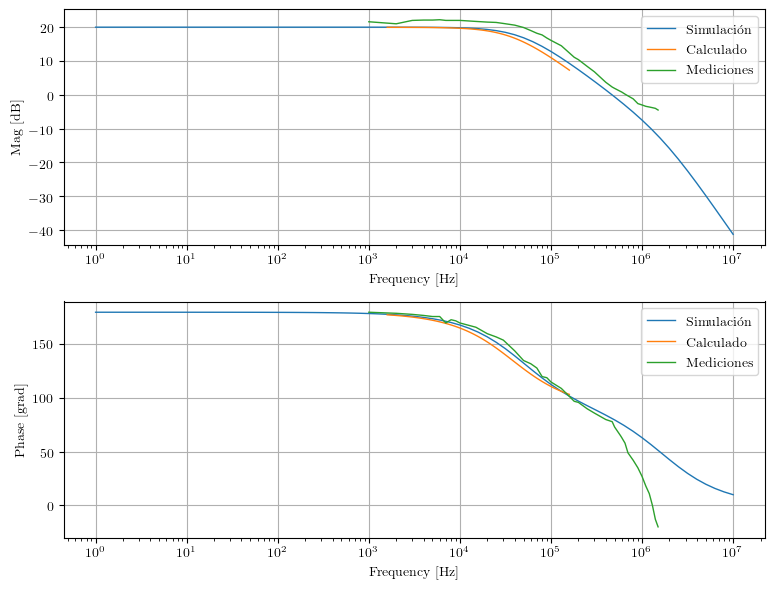 20
10
0
−10
−20
−30
−40
Mag [dB]
Simulación
Calculado
Mediciones
10^0 10^1 10^2 10^3 10^4 10^5 10^6 10^7
Frequency [Hz]
150
100
50
0
Phase [grad]
Simulación
Calculado
Mediciones
10^0 10^1 10^2 10^3 10^4 10^5 10^6 10^7
Frequency [Hz]